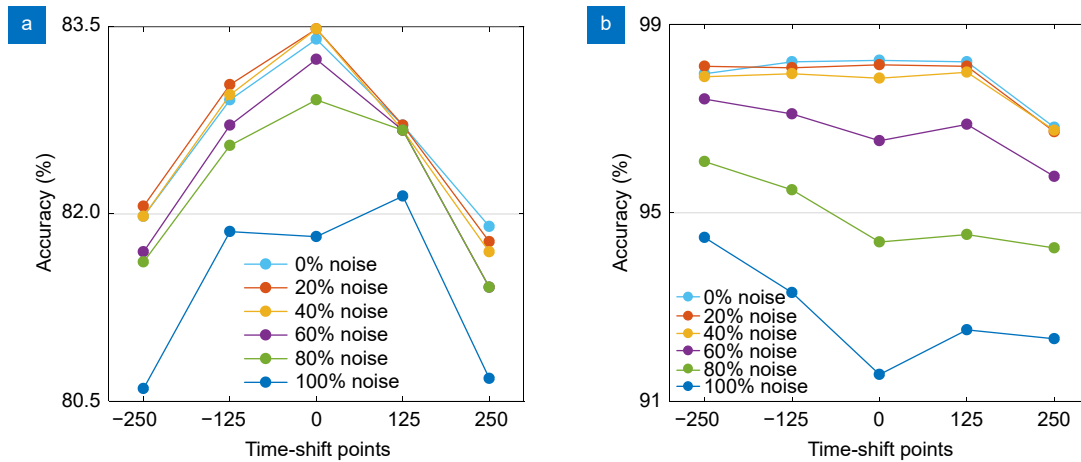 a
83.5
82.0
80.5
Accuracy (%)
0% noise
20% noise
40% noise
60% noise
80% noise
100% noise
−250
−125
0
125
250
Time-shift points
b
99
95
91
Accuracy (%)
0% noise
20% noise
40% noise
60% noise
80% noise
100% noise
−250
−125
0
125
250
Time-shift points